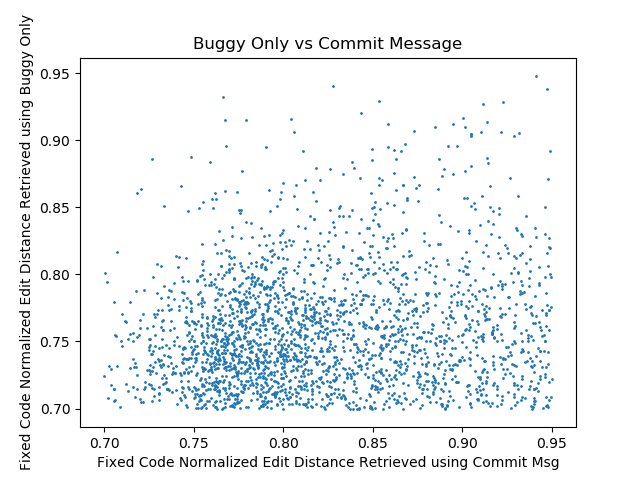 Buggy Only vs Commit Message
Fixed Code Normalized Edit Distance Retrieved using Buggy Only
0.95
0.90
0.85
0.80
0.75
0.70
0.70 0.75 0.80 0.85 0.90 0.95
Fixed Code Normalized Edit Distance Retrieved using Commit Msg